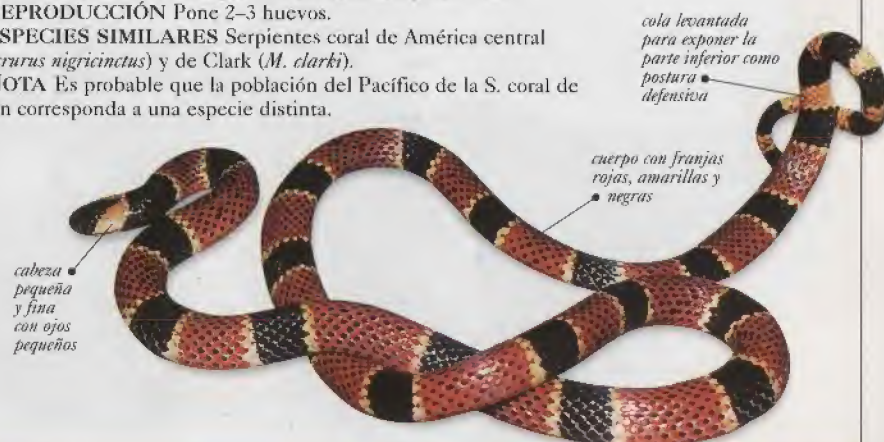 EPRODUCCIÓN Pone 2–3 huevos.
SPECIES SIMILARES Serpientes coral de América central
crurus nigricinctus) y de Clark (M. clarki).
OTA Es probable que la población del Pacífico de la S. coral de
n corresponda a una especie distinta.
cola levantada
para exponer la
parte inferior como
postura
defensiva
cuerpo con franjas
rojas, amarillas y
negras
cabeza
pequeña
y fina
con ojos
pequeños